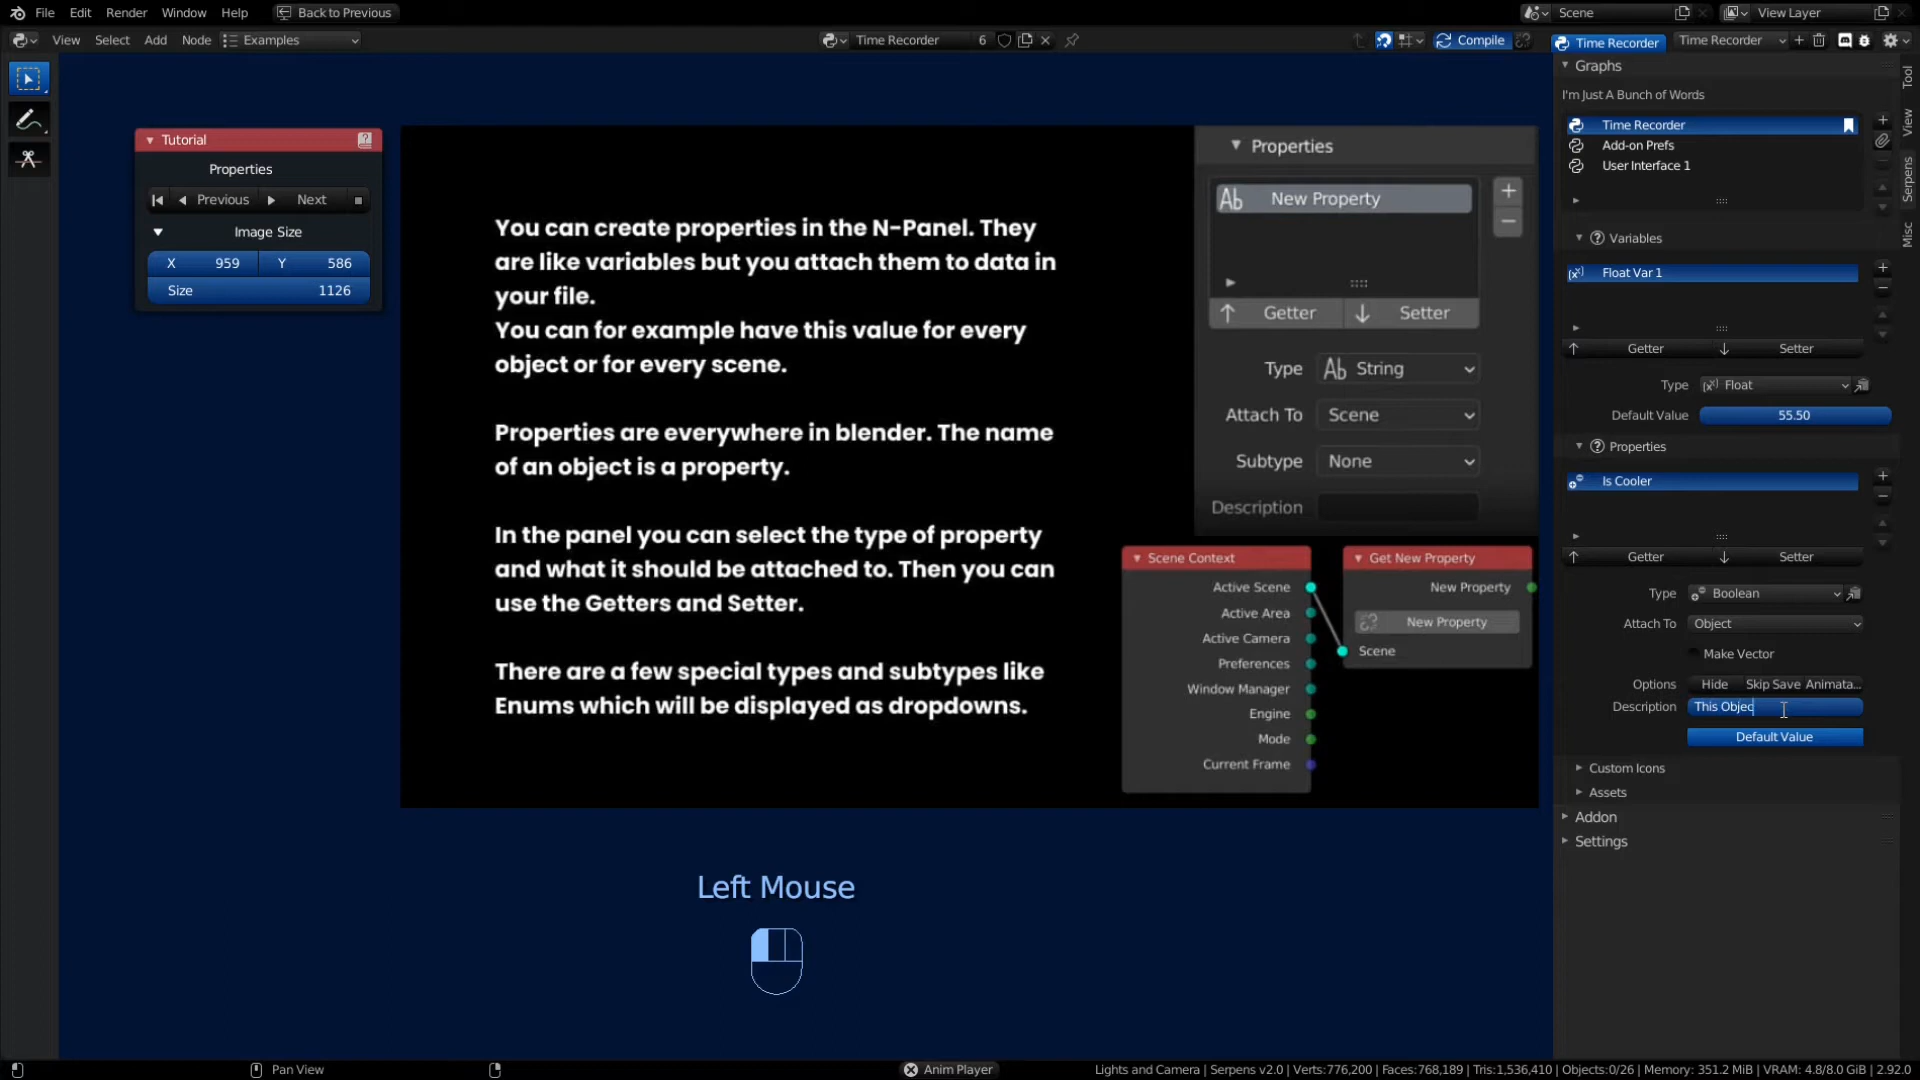 File Edit Render Window Help Back to Previous Scene View Layer
View Select Add Node Examples Time Recorder 6 Compile Time Recorder Time Recorder
Tutorial
Properties
Previous Next
Image Size
X 959 Y 586
Size 1126
You can create properties in the N-Panel. They
are like variables but you attach them to data in
your file.
You can for example have this value for every
object or for every scene.
Properties are everywhere in blender. The name
of an object is a property.
In the panel you can select the type of property
and what it should be attached to. Then you can
use the Getters and Setter.
There are a few special types and subtypes like
Enums which will be displayed as dropdowns.
Properties
Ab New Property
Getter Setter
Type Ab String
Attach To Scene
Subtype None
Description
Scene Context
Active Scene
Active Area
Active Camera
Preferences
Window Manager
Engine
Mode
Current Frame
Get New Property
New Property
New Property
Scene
Graphs
I'm Just A Bunch of Words
Time Recorder
Add-on Prefs
User Interface 1
Variables
Float Var 1
Getter Setter
Type Float
Default Value 55.50
Properties
Is Cooler
Getter Setter
Type Boolean
Attach To Object
Make Vector
Options Hide Skip Save Animata...
Description This Objec
Default Value
Custom Icons
Assets
Addon
Settings
Tool
View
Serpens
Misc
Left Mouse
Pan View Anim Player Lights and Camera | Serpens v2.0 | Verts:776,200 | Faces:768,189 | Tris:1,536,410 | Objects:0/26 | Memory: 351.2 MiB | VRAM: 4.8/8.0 GiB | 2.92.0